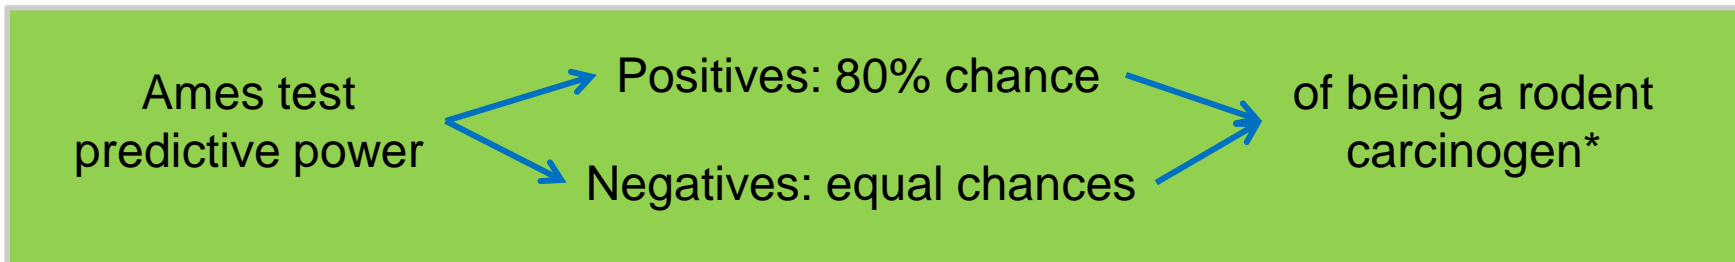 Ames test
predictive power
Positives: 80% chance
Negatives: equal chances
of being a rodent
carcinogen*